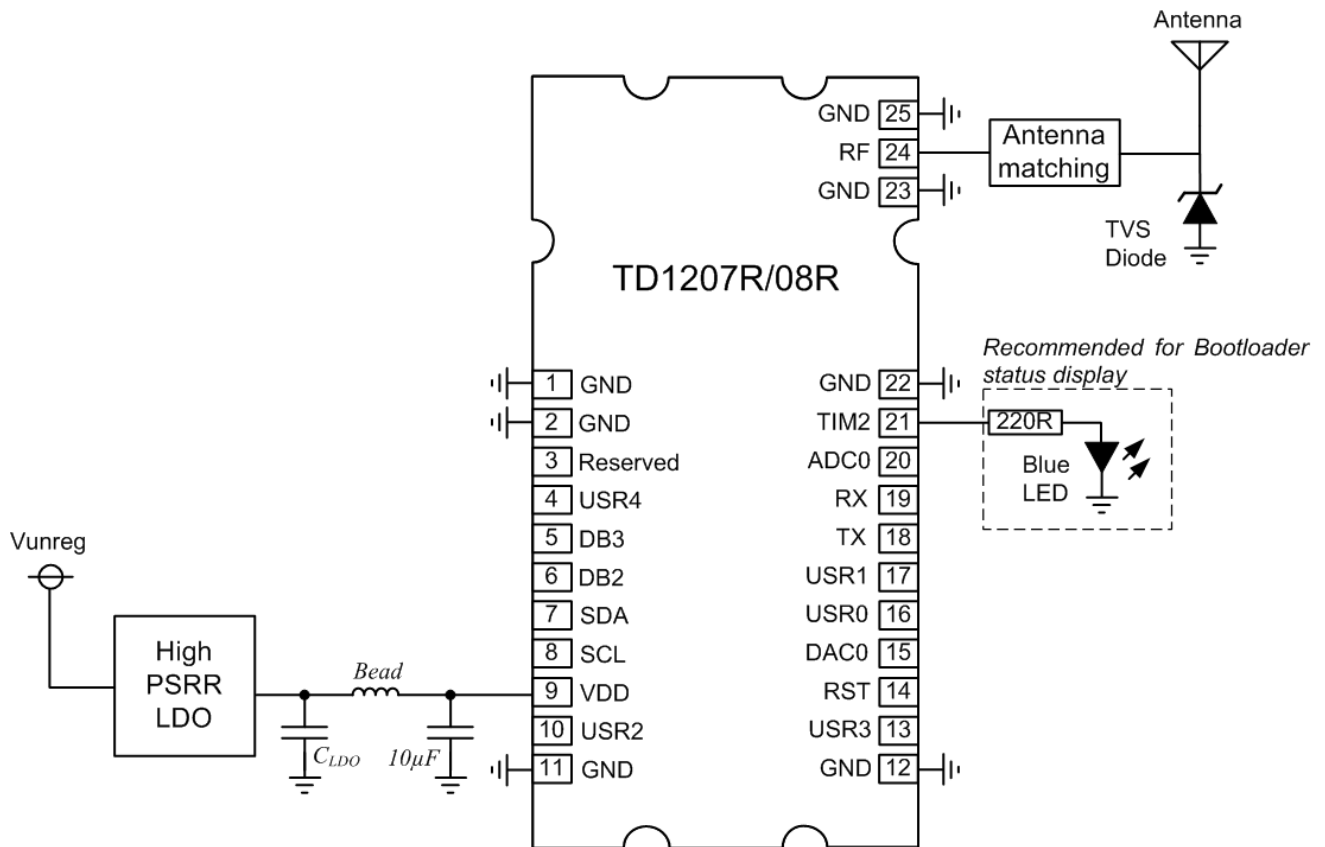 Antenna
GND 25
RF 24
Antenna
matching
GND 23
TVS
Diode
TD1207R/08R
Recommended for Bootloader
status display
1 GND
GND 22
2 GND
TIM2 21
220R
3 Reserved
ADC0 20
Blue
LED
4 USR4
RX 19
Vunreg
5 DB3
TX 18
6 DB2
USR1 17
7 SDA
USR0 16
High
PSRR
LDO
8 SCL
DAC0 15
Bead
9 VDD
RST 14
10 USR2
USR3 13
CLDO
10µF
11 GND
GND 12